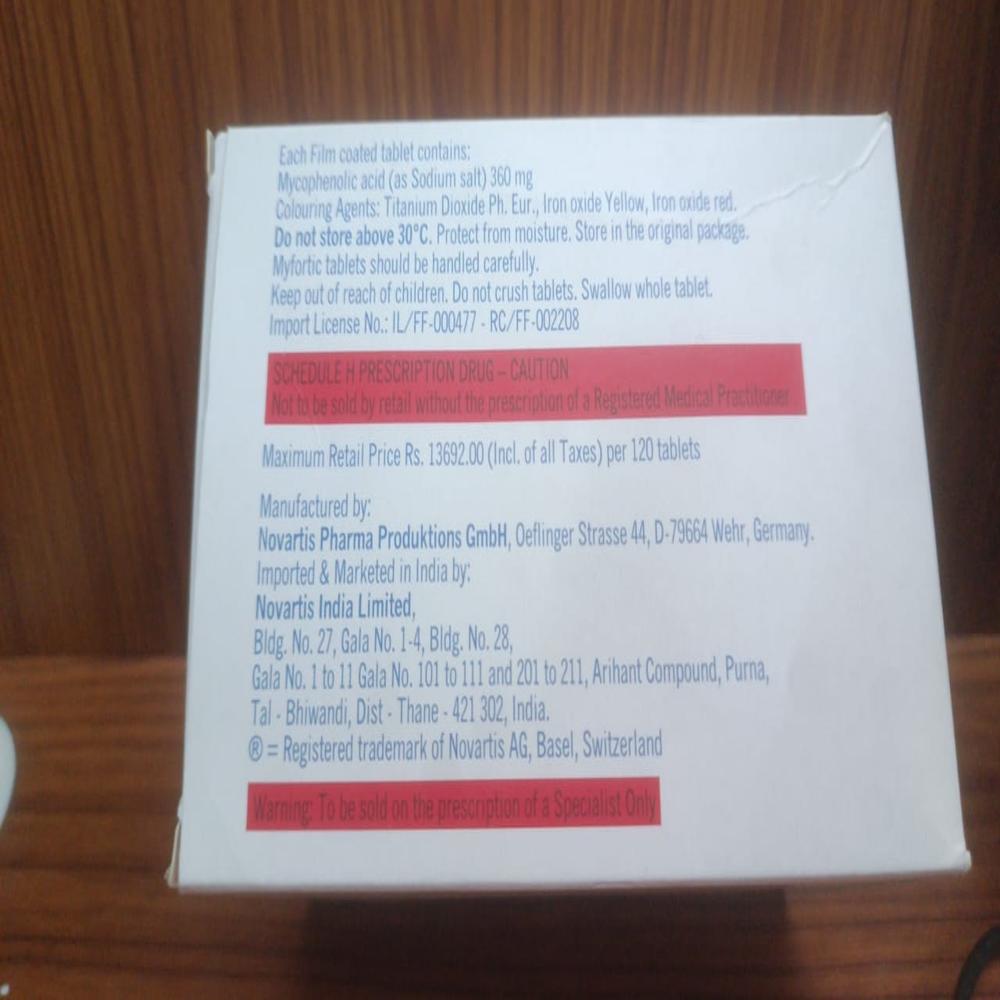 Each Film coated tablet contains:
Mycophenolic acid (as Sodium salt) 360 mg
Colouring Agents: Titanium Dioxide Ph. Eur., Iron oxide Yellow, Iron oxide red.
Do not store above 30°C. Protect from moisture. Store in the original package.
Myfortic tablets should be handled carefully.
Keep out of reach of children. Do not crush tablets. Swallow whole tablet.
Import License No.: IL/FF-000477 - RC/FF-002208
SCHEDULE H PRESCRIPTION DRUG – CAUTION
Not to be sold by retail without the prescription of a Registered Medical Practitioner
Maximum Retail Price Rs. 13692.00 (Incl. of all Taxes) per 120 tablets
Manufactured by:
Novartis Pharma Produktions GmbH, Oeflinger Strasse 44, D-79664 Wehr, Germany.
Imported & Marketed in India by:
Novartis India Limited,
Bldg. No. 27, Gala No. 1-4, Bldg. No. 28,
Gala No. 1 to 11 Gala No. 101 to 111 and 201 to 211, Arihant Compound, Purna,
Tal - Bhiwandi, Dist - Thane - 421 302, India.
® = Registered trademark of Novartis AG, Basel, Switzerland
Warning: To be sold on the prescription of a Specialist Only